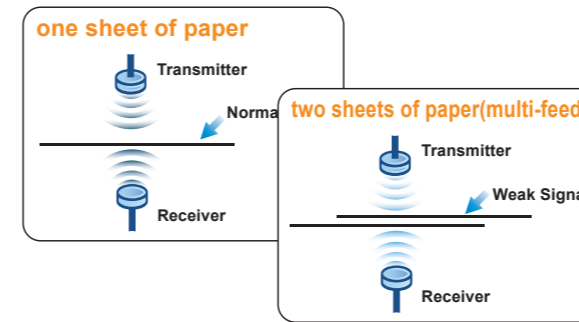 one sheet of paper
Transmitter
Norma
Receiver
two sheets of paper(multi-feed
Transmitter
Weak Signa
Receiver